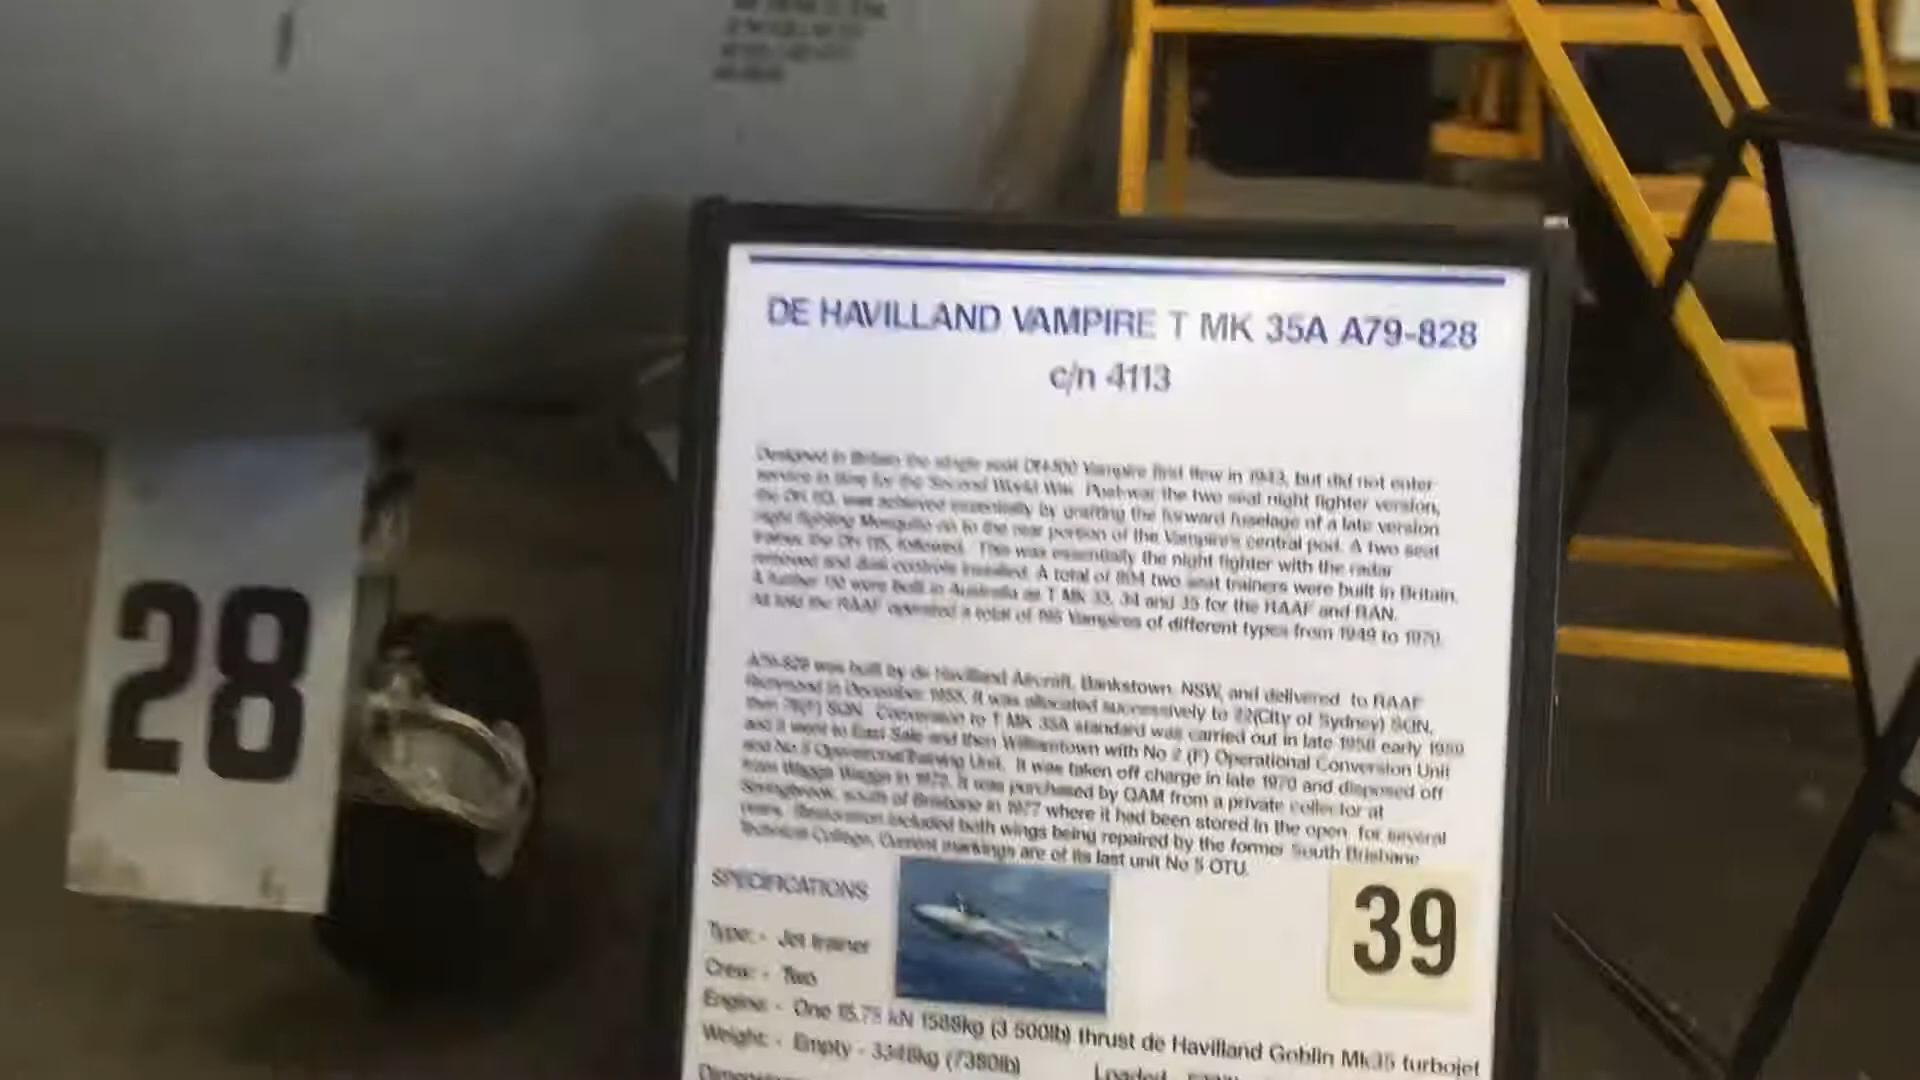 DE HAVILLAND VAMPIRE T MK 35A A79-828
c/n 4113
Designed in Britain the single seat DH-100 Vampire first flew in 1943, but did not enter
service in time for the Second World War. Post-war the two seat night fighter version,
the DH 113, was achieved essentially by grafting the forward fuselage of a late version
night fighting Mosquito on to the rear portion of the Vampire's central pod. A two seat
trainer, the DH 115, followed. This was essentially the night fighter with the radar
removed and dual controls installed. A total of 804 two seat trainers were built in Britain.
A further 110 were built in Australia as T Mk 33, 34 and 35 for the RAAF and RAN.
All told the RAAF operated a total of Vampires of different types from 1949 to 1970.
A79-828 was built by de Havilland Aircraft, Bankstown, NSW, and delivered to RAAF
Richmond in December. It was allocated successively to 22(City of Sydney) SQN,
then SQN. Conversion to T MK 35A standard was carried out in late 1958 early 1959
and it went to East Sale and then Williamtown with No 2 (F) Operational Conversion Unit
and No 5 Operational Training Unit. It was taken off charge in late 1970 and disposed off
from Wagga Wagga in It was purchased by QAM from a private collector at
Springbrook, south of Brisbane in 1977 where it had been stored in the open for several
years. Restoration included both wings being repaired by the former South Brisbane
Technical College. Current markings are of its last unit No 5 OTU.
SPECIFICATIONS
Type: - Jet trainer
Crew: - Two
Engine: - One 15.75 kN 1588kg (3 500lb) thrust de Havilland Goblin Mk35 turbojet
Weight: - Empty - 3348kg (7380lb) Loaded
39
28